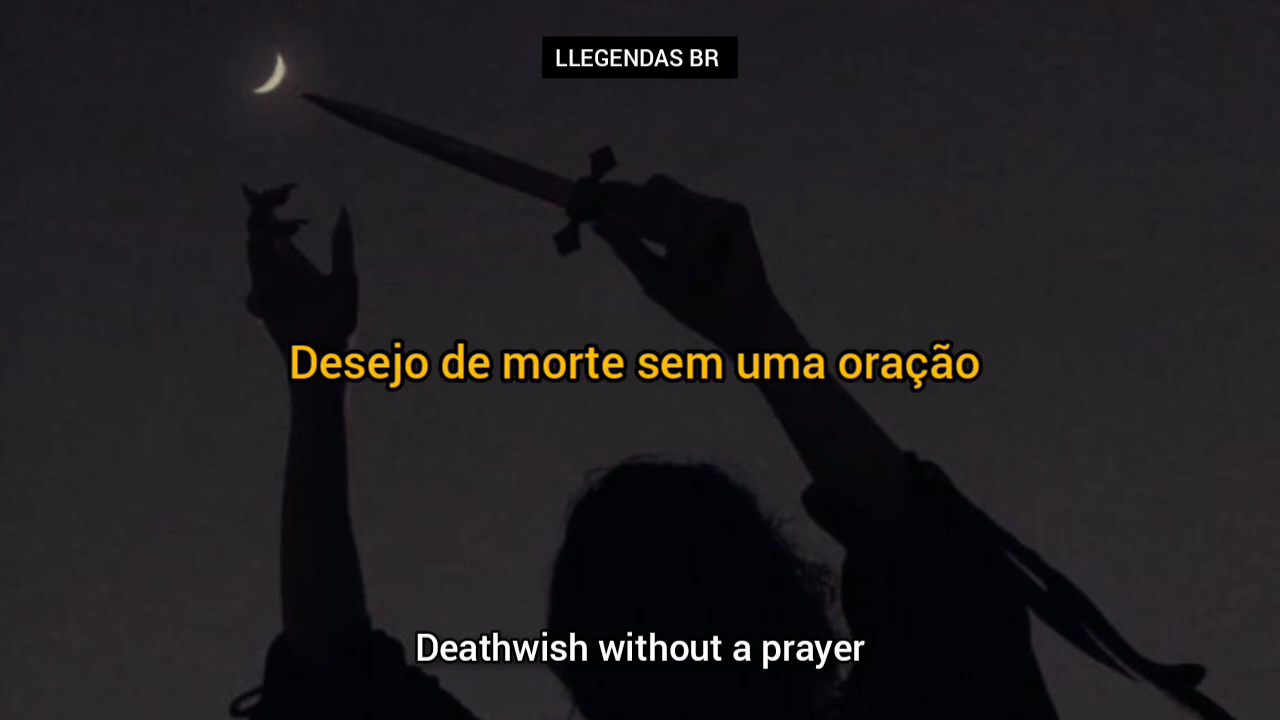 LLEGENDAS BR
Desejo de morte sem uma oração
Deathwish without a prayer